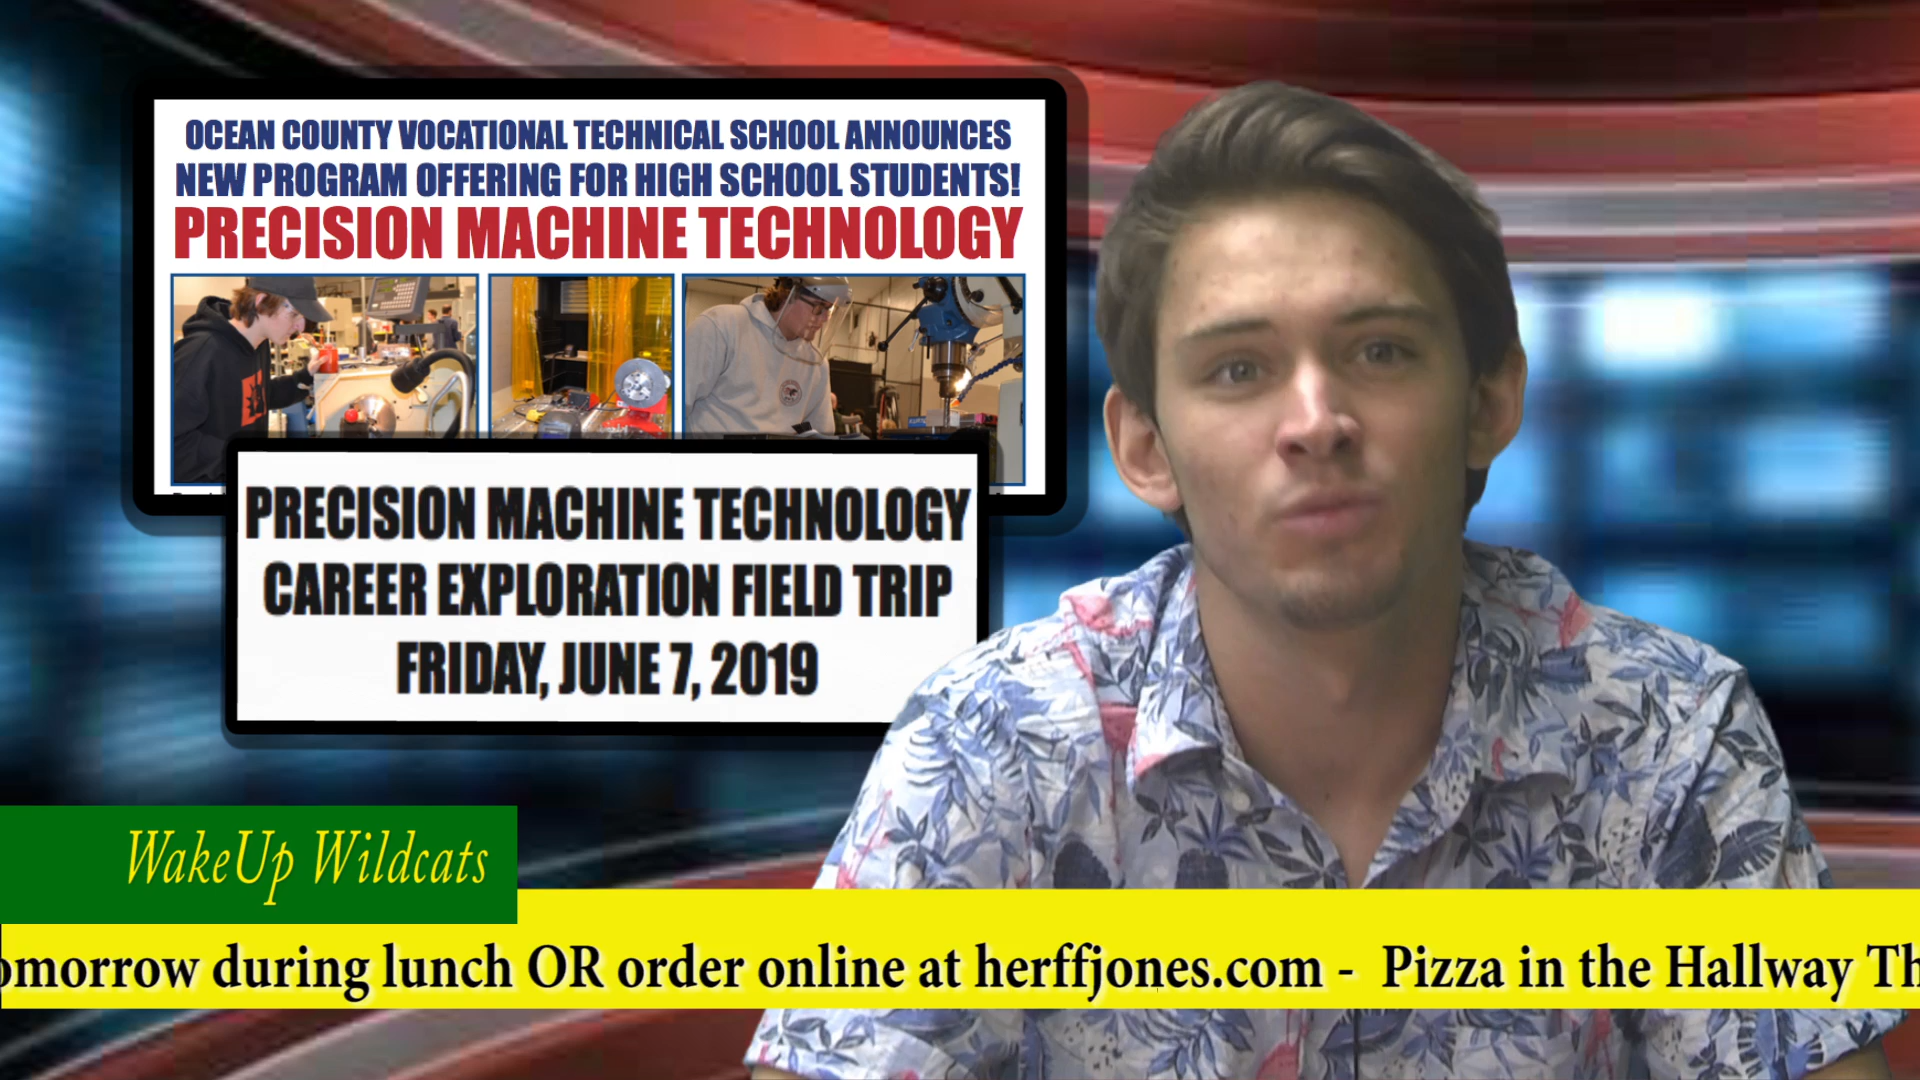 OCEAN COUNTY VOCATIONAL TECHNICAL SCHOOL ANNOUNCES
NEW PROGRAM OFFERING FOR HIGH SCHOOL STUDENTS!
PRECISION MACHINE TECHNOLOGY
PRECISION MACHINE TECHNOLOGY
CAREER EXPLORATION FIELD TRIP
FRIDAY, JUNE 7, 2019
WakeUp Wildcats
omorrow during lunch OR order online at herffjones.com - Pizza in the Hallway Th